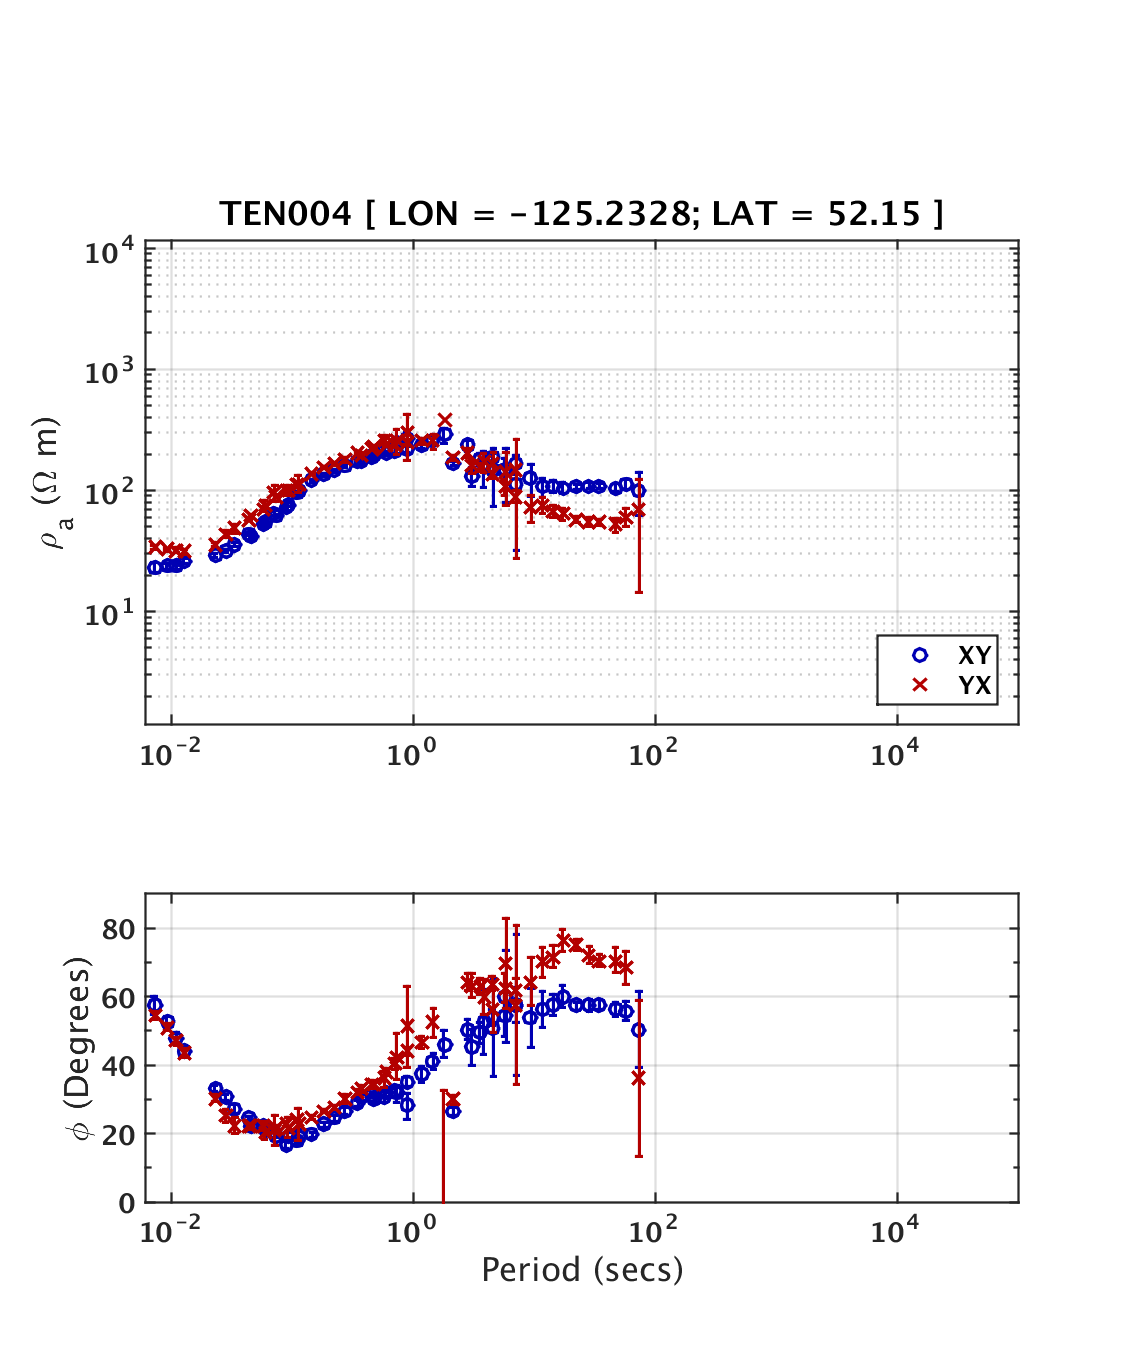 TEN004 [ LON = -125.2328; LAT = 52.15 ]
10^4
10^3
10^2
10^1
ρ_a (Ω m)
XY
YX
10^-2 10^0 10^2 10^4
80
60
40
20
0
ϕ (Degrees)
10^-2 10^0 10^2 10^4
Period (secs)